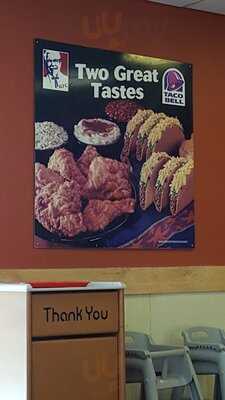 KFC
Two Great
Tastes
TACO
BELL
Thank You